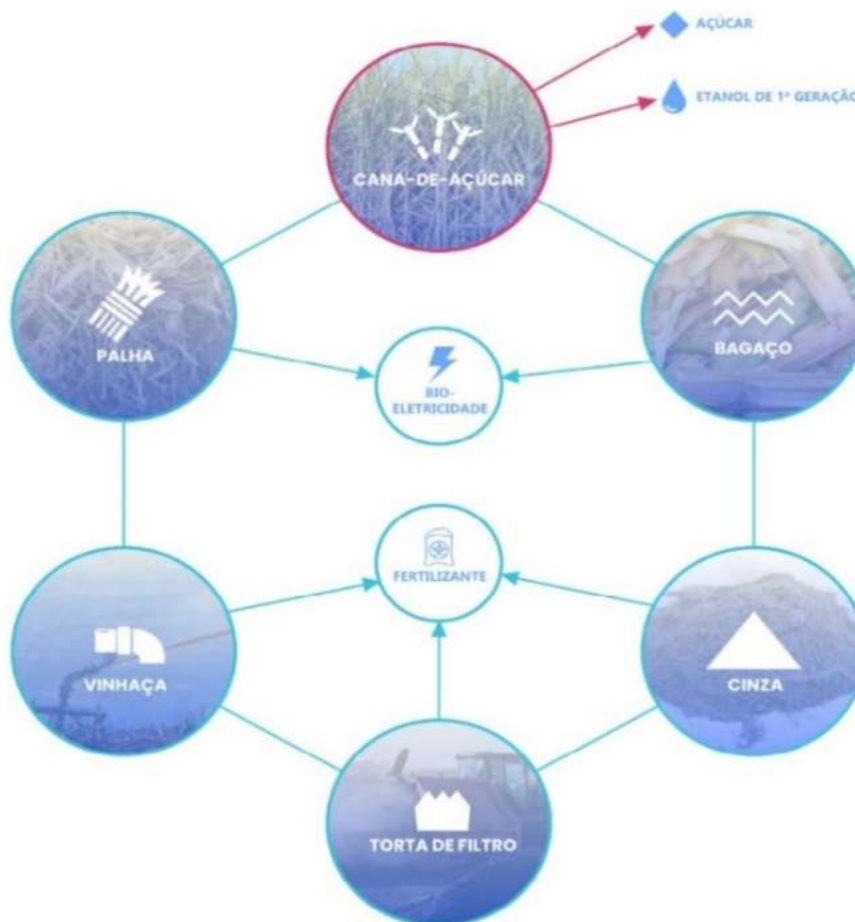 AÇÚCAR
ETANOL DE 1ª GERAÇÃO
CANA-DE-AÇÚCAR
PALHA
BAGAÇO
BIO-
ELETRICIDADE
FERTILIZANTE
VINHAÇA
CINZA
TORTA DE FILTRO